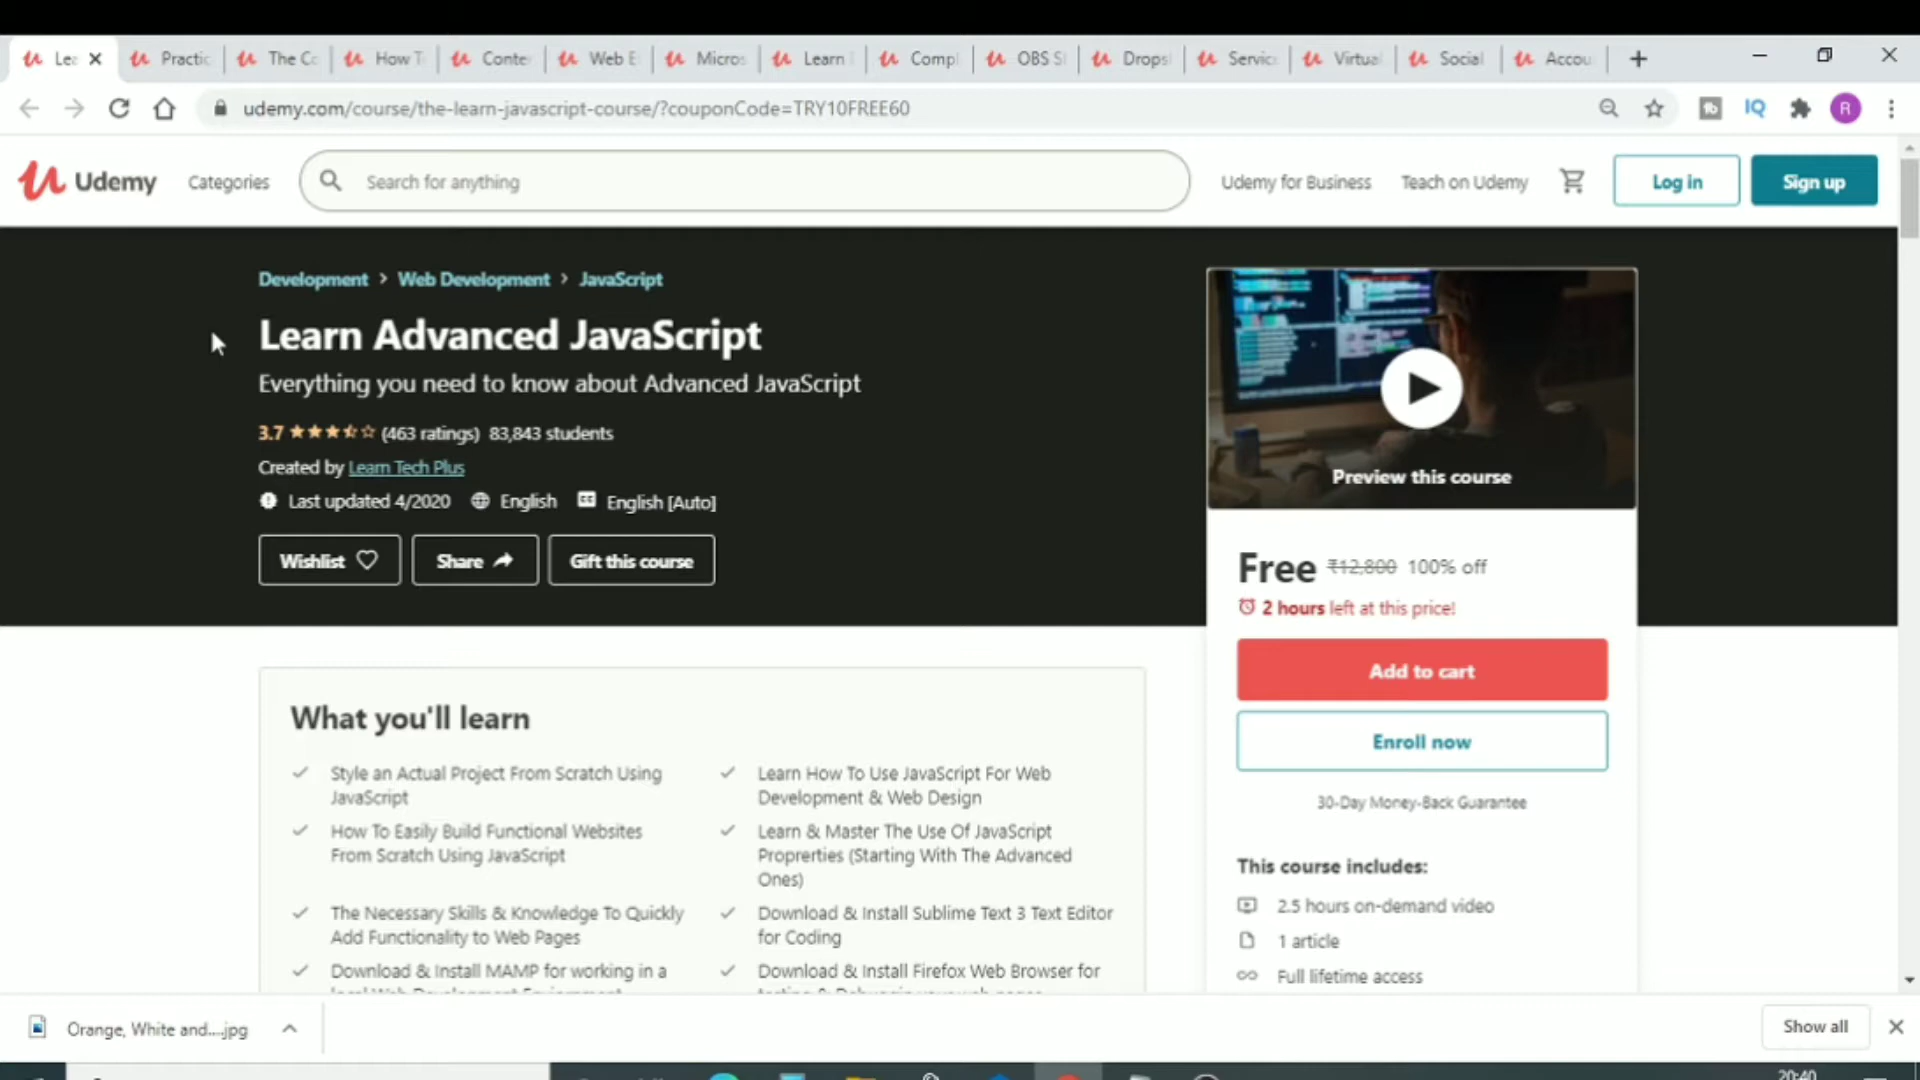 Lea
Practic
The Co
How T
Conte
Web E
Micros
Learn
Compl
OBS S
Drops
Servic
Virtual
Social
Accou
udemy.com/course/the-learn-javascript-course/?couponCode=TRY10FREE60
IQ
R
Udemy
Categories
Search for anything
Udemy for Business
Teach on Udemy
Log in
Sign up
Development > Web Development > JavaScript
Learn Advanced JavaScript
Everything you need to know about Advanced JavaScript
3.7 (463 ratings) 83,843 students
Created by Learn Tech Plus
Last updated 4/2020 English English [Auto]
Wishlist
Share
Gift this course
Preview this course
Free ₹12,800 100% off
2 hours left at this price!
Add to cart
Enroll now
30-Day Money-Back Guarantee
This course includes:
2.5 hours on-demand video
1 article
Full lifetime access
What you'll learn
Style an Actual Project From Scratch Using
JavaScript
How To Easily Build Functional Websites
From Scratch Using JavaScript
The Necessary Skills & Knowledge To Quickly
Add Functionality to Web Pages
Download & Install MAMP for working in a
Learn How To Use JavaScript For Web
Development & Web Design
Learn & Master The Use Of JavaScript
Proprerties (Starting With The Advanced
Ones)
Download & Install Sublime Text 3 Text Editor
for Coding
Download & Install Firefox Web Browser for
Orange, White and....jpg
Show all
20:40